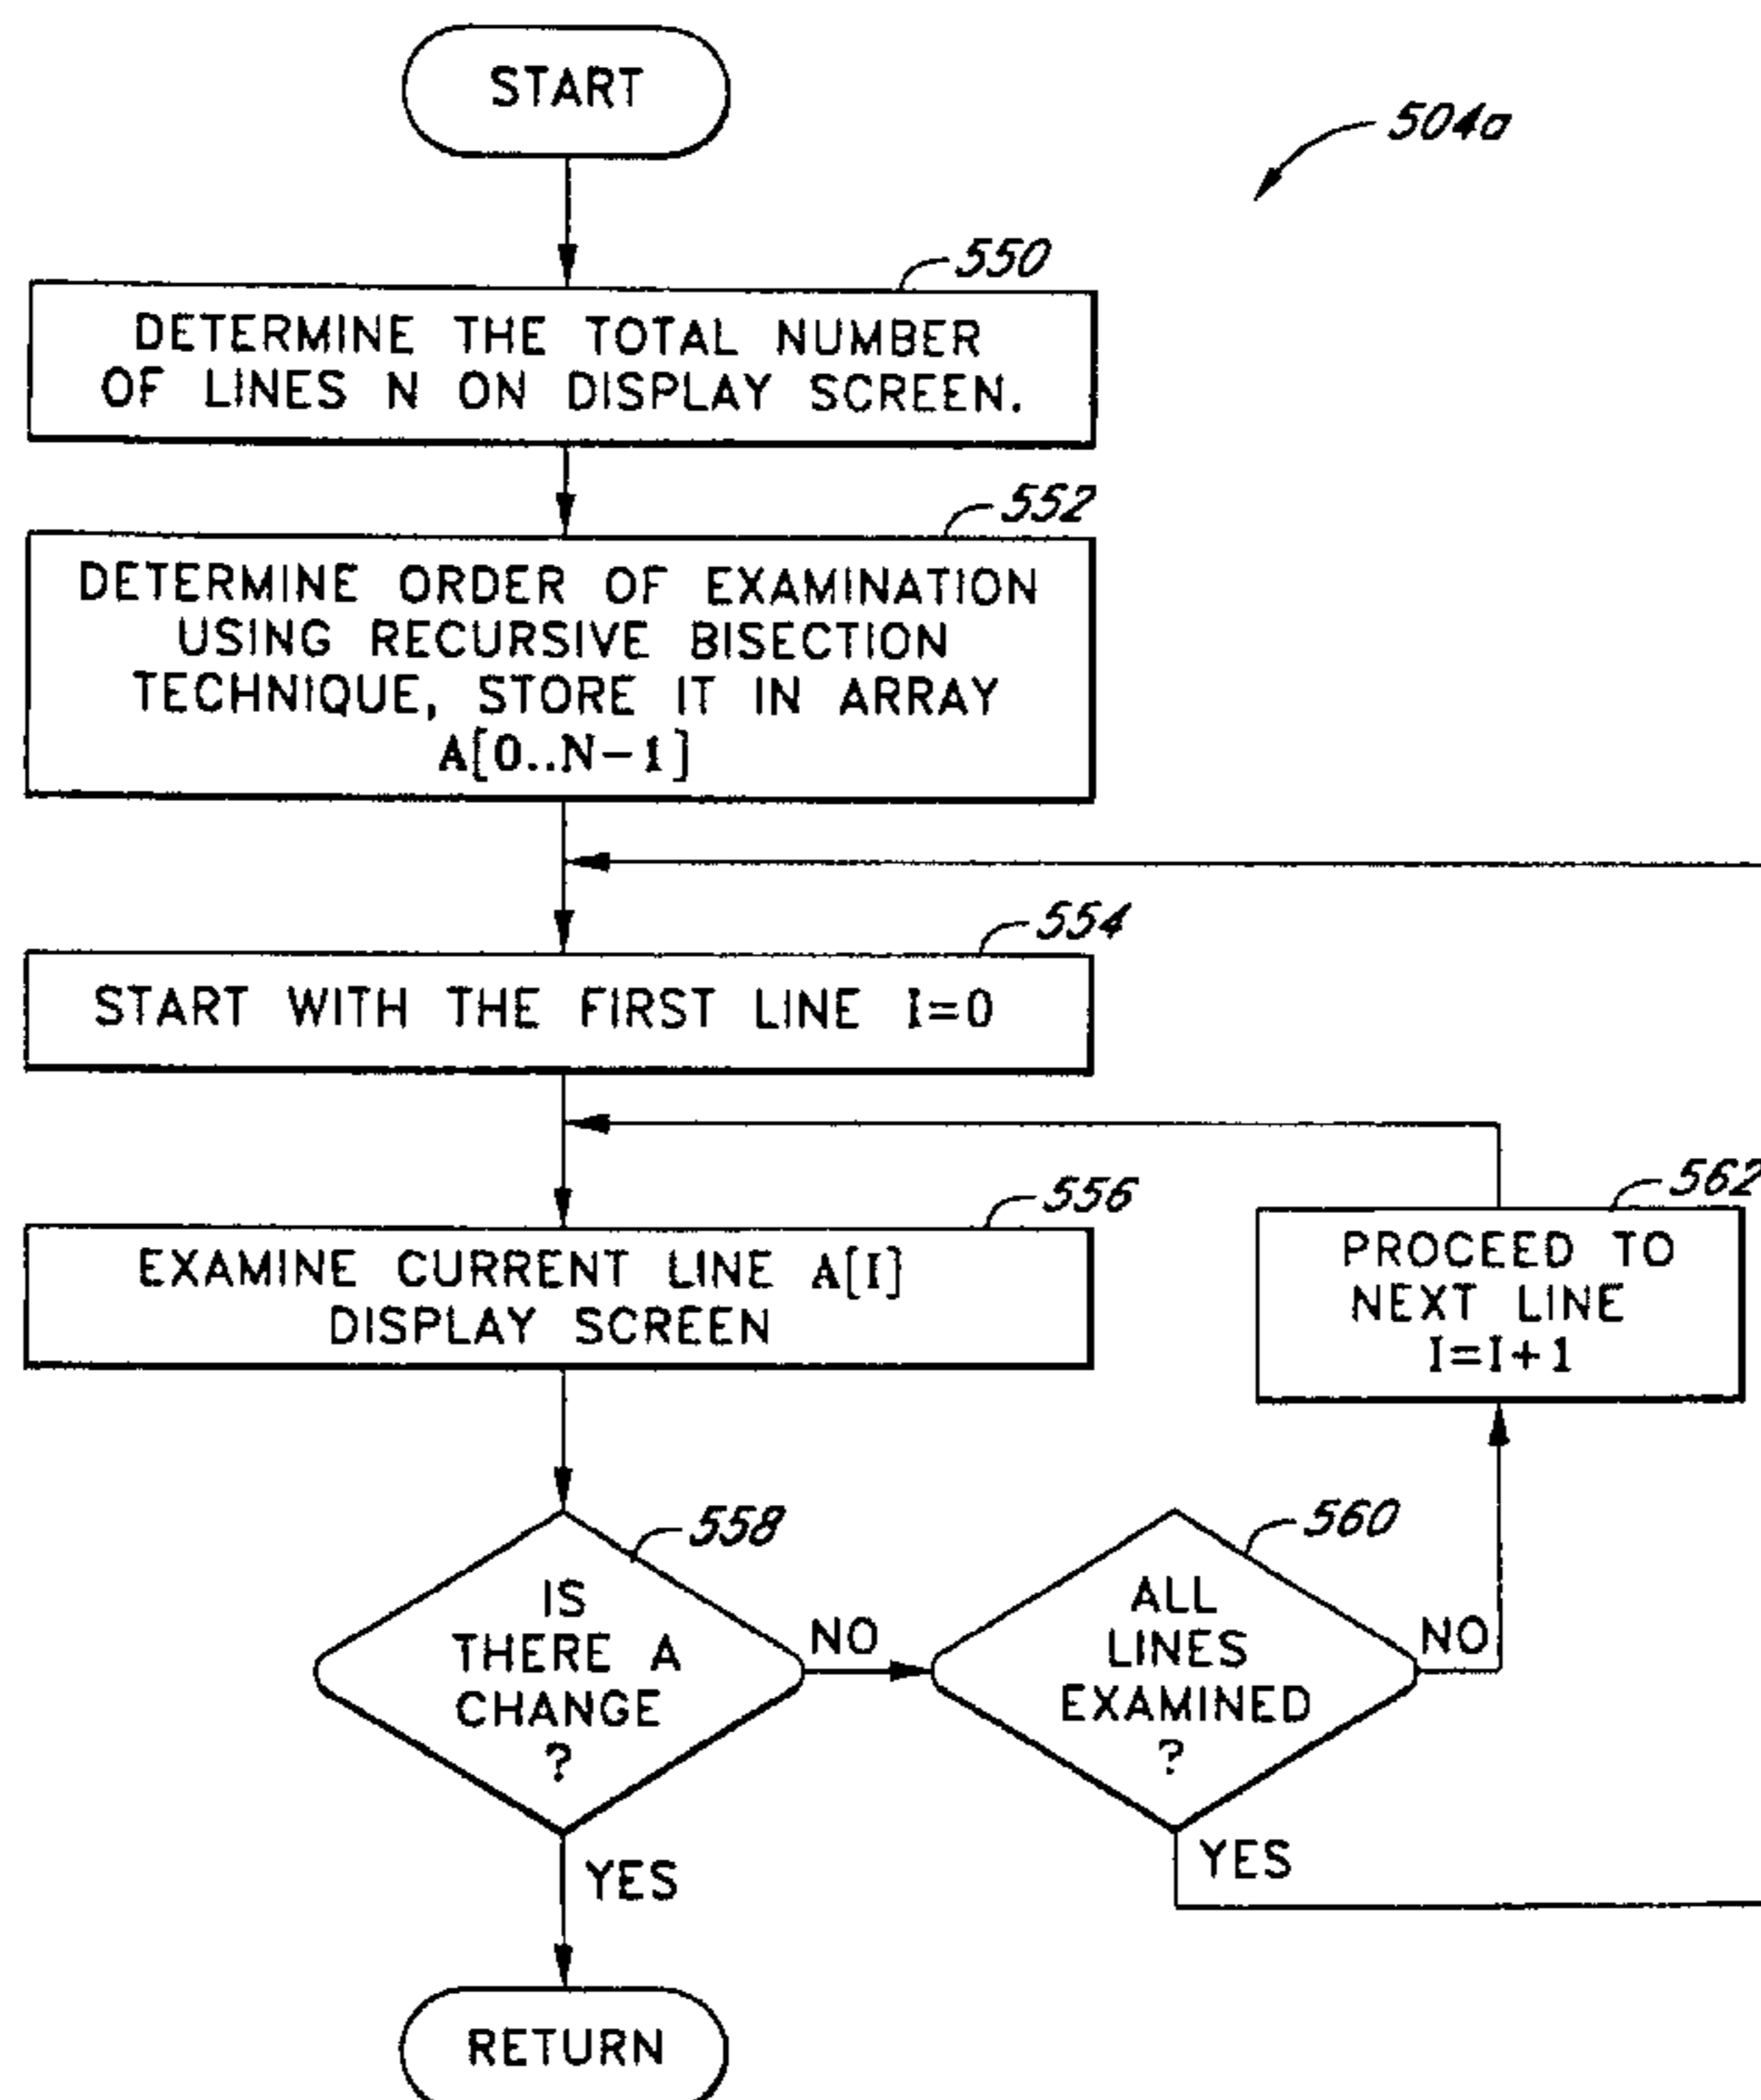 START
504a
550
DETERMINE THE TOTAL NUMBER
OF LINES N ON DISPLAY SCREEN.
552
DETERMINE ORDER OF EXAMINATION
USING RECURSIVE BISECTION
TECHNIQUE, STORE IT IN ARRAY
A[0..N-1]
554
START WITH THE FIRST LINE I=0
556
EXAMINE CURRENT LINE A[I]
DISPLAY SCREEN
562
PROCEED TO
NEXT LINE
I=I+1
558
IS
THERE A
CHANGE
?
NO
560
ALL
LINES
EXAMINED
?
NO
YES
YES
RETURN